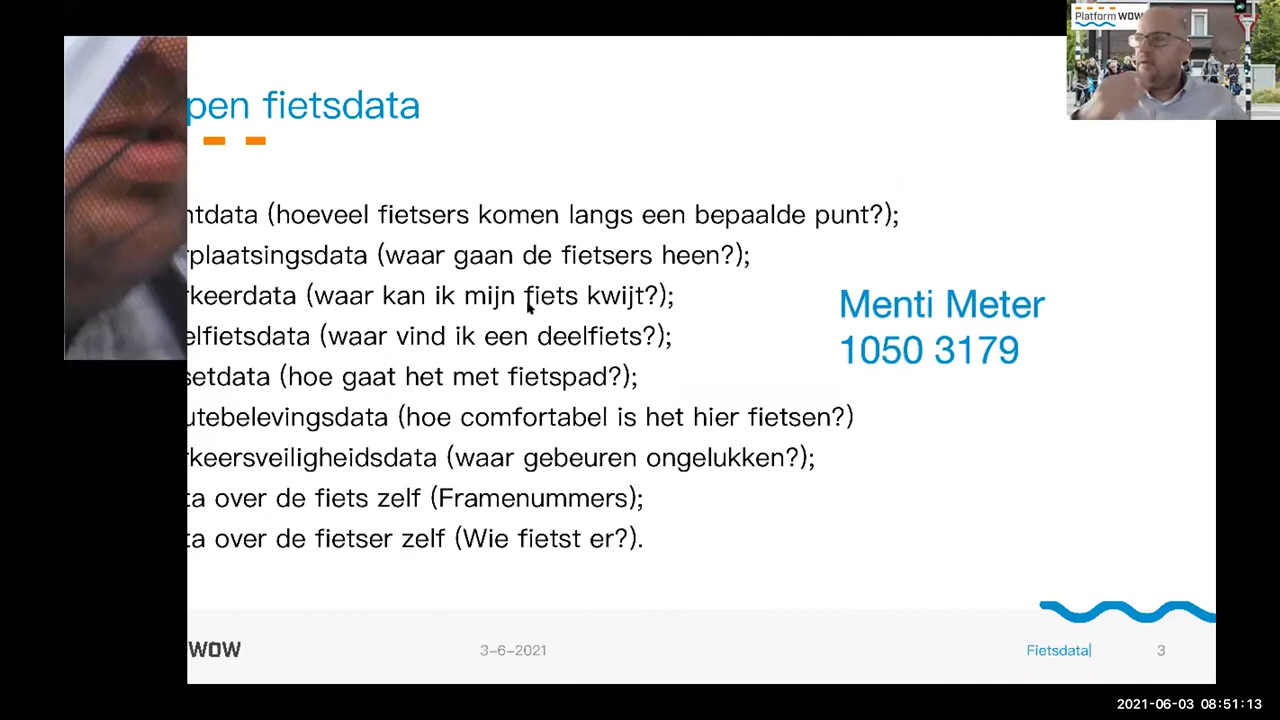 Platform WOW
pen fietsdata
ntdata (hoeveel fietsers komen langs een bepaalde punt?);
rplaatsingsdata (waar gaan de fietsers heen?);
rkeerdata (waar kan ik mijn fiets kwijt?);
elfietsdata (waar vind ik een deelfiets?);
setdata (hoe gaat het met fietspad?);
utebelevingsdata (hoe comfortabel is het hier fietsen?)
rkeersveiligheidsdata (waar gebeuren ongelukken?);
ta over de fiets zelf (Framenummers);
ta over de fietser zelf (Wie fietst er?).
Menti Meter
1050 3179
WOW
3-6-2021
Fietsdata|
3
2021-06-03 08:51:13